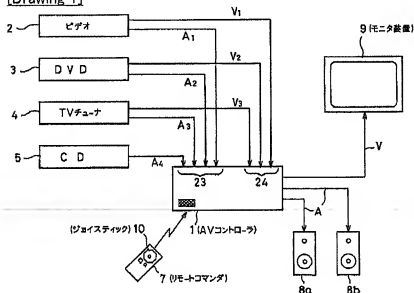 [Drawing 1]
2 ビデオ V1
A1
9 (モニタ装置)
3 DVD V2
A2
4 TVチューナ V3
A3
5 CD A4
23 24
V
A
(ジョイスティック) 10
1 (AVコントローラ)
7 (リモートコマンダ)
8a 8b